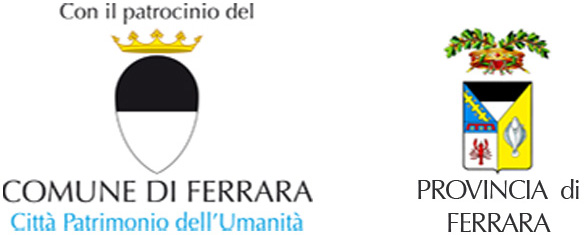 Con il patrocinio del
COMUNE DI FERRARA
Città Patrimonio dell'Umanità
PROVINCIA di
FERRARA